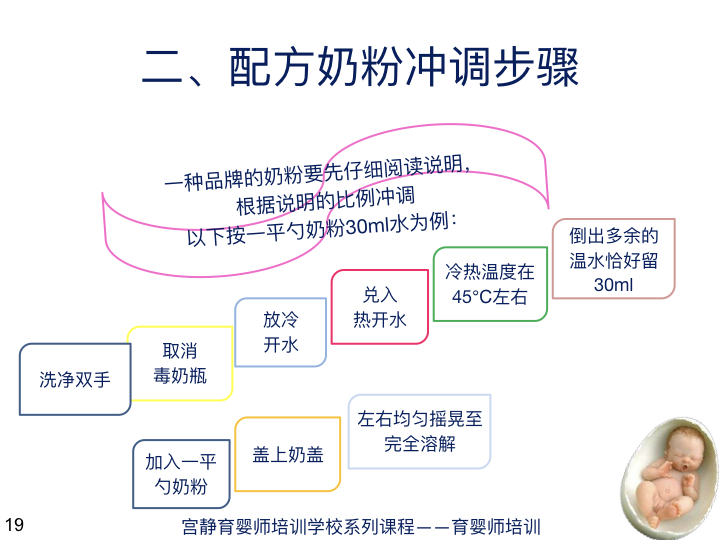 二、配方奶粉冲调步骤
一种品牌的奶粉要先仔细阅读说明，
根据说明的比例冲调
以下按一平勺奶粉30ml水为例：
洗净双手
取消
毒奶瓶
放冷
开水
兑入
热开水
冷热温度在
45°C左右
倒出多余的
温水恰好留
30ml
加入一平
勺奶粉
盖上奶盖
左右均匀摇晃至
完全溶解
19
宫静育婴师培训学校系列课程——育婴师培训